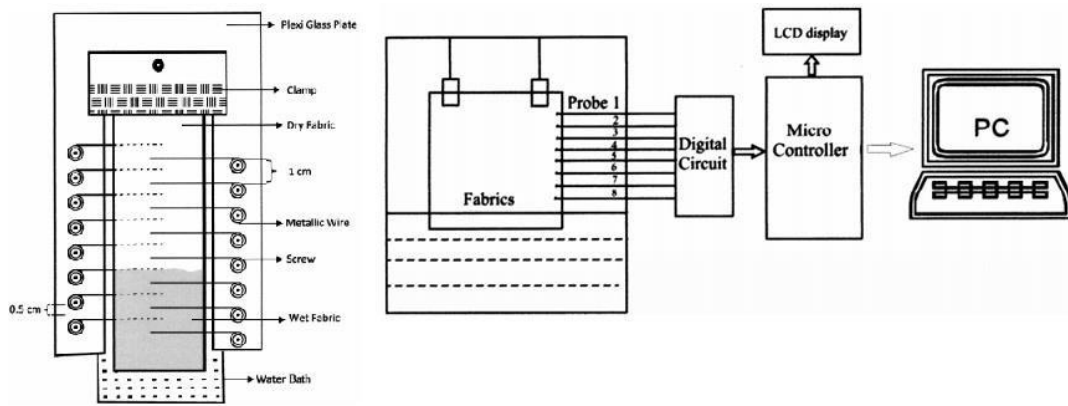 Plexi Glass Plate
Clamp
Dry Fabric
1 cm
Metallic Wire
Screw
0.5 cm
Wet Fabric
Water Bath
LCD display
Probe 1
2
3
4
5
6
7
8
Digital
Circuit
Micro
Controller
PC
Fabrics